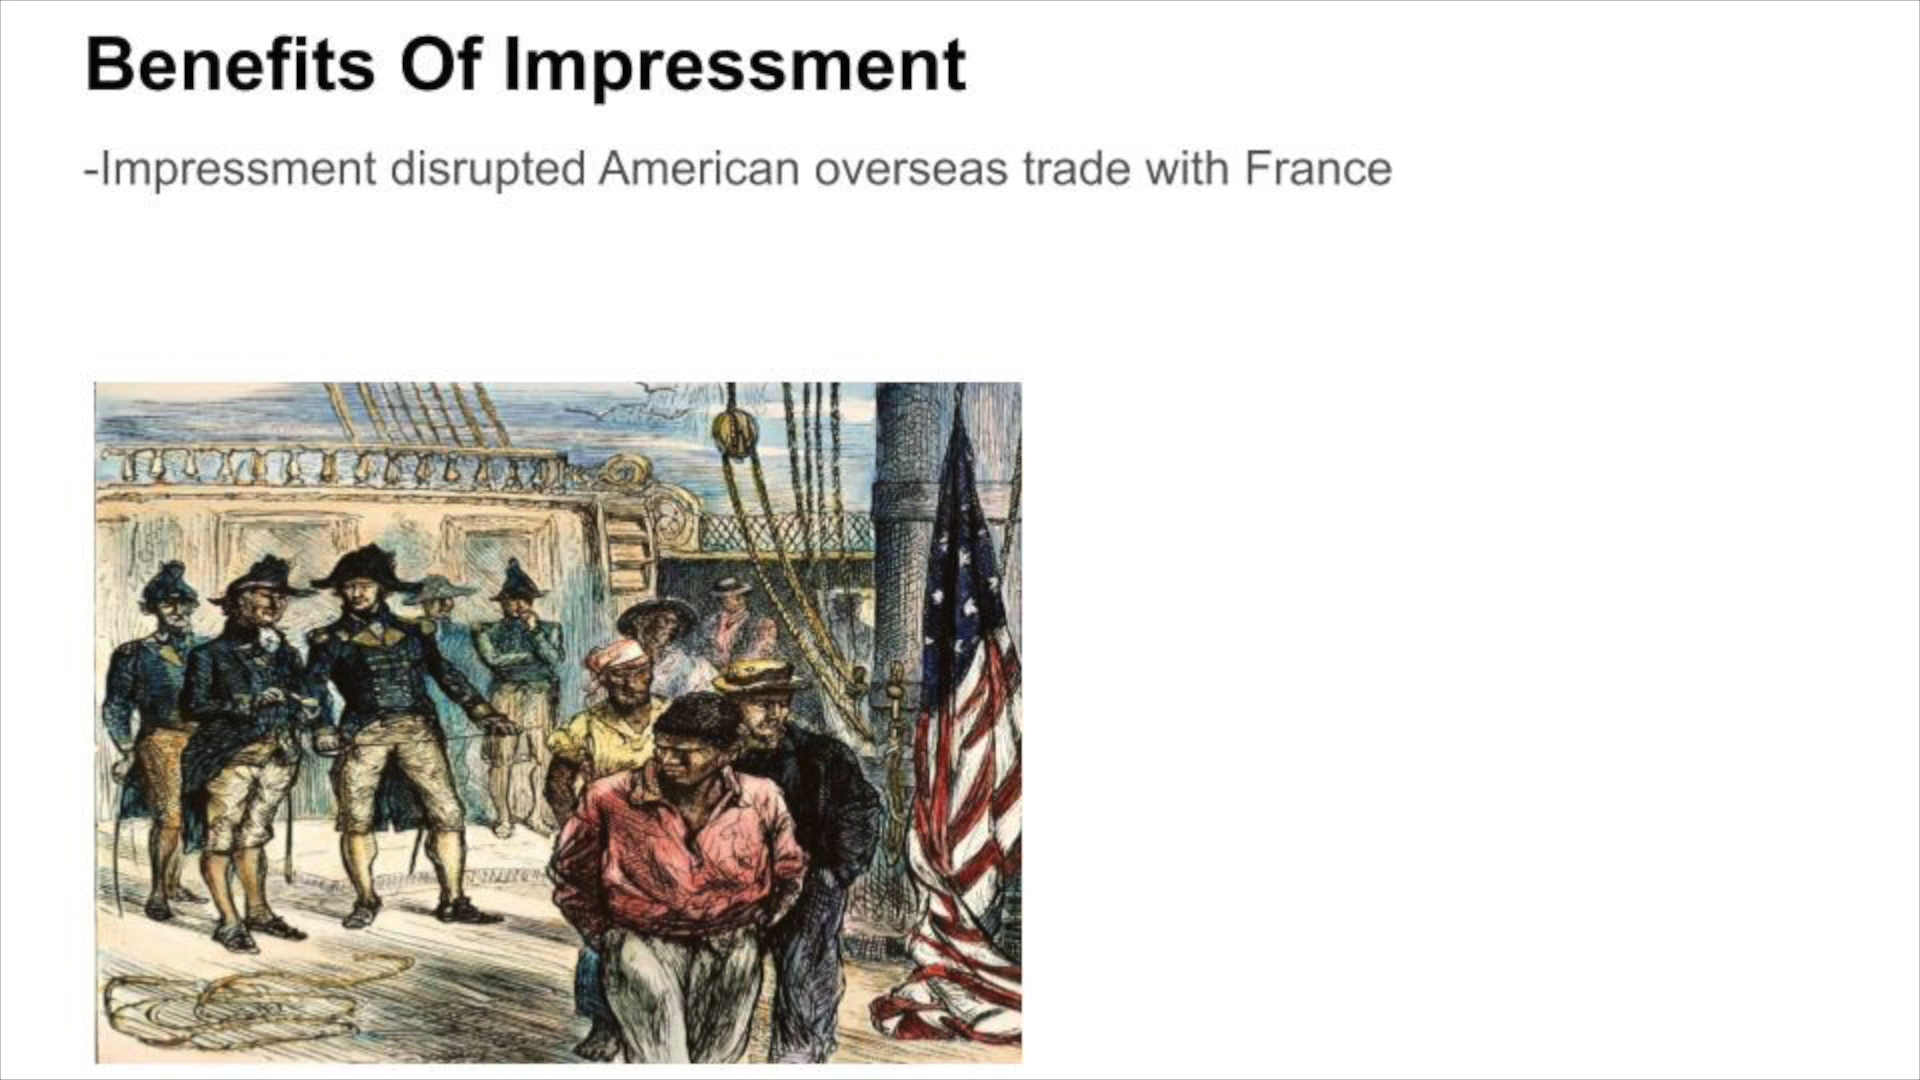 Benefits Of Impressment
-Impressment disrupted American overseas trade with France